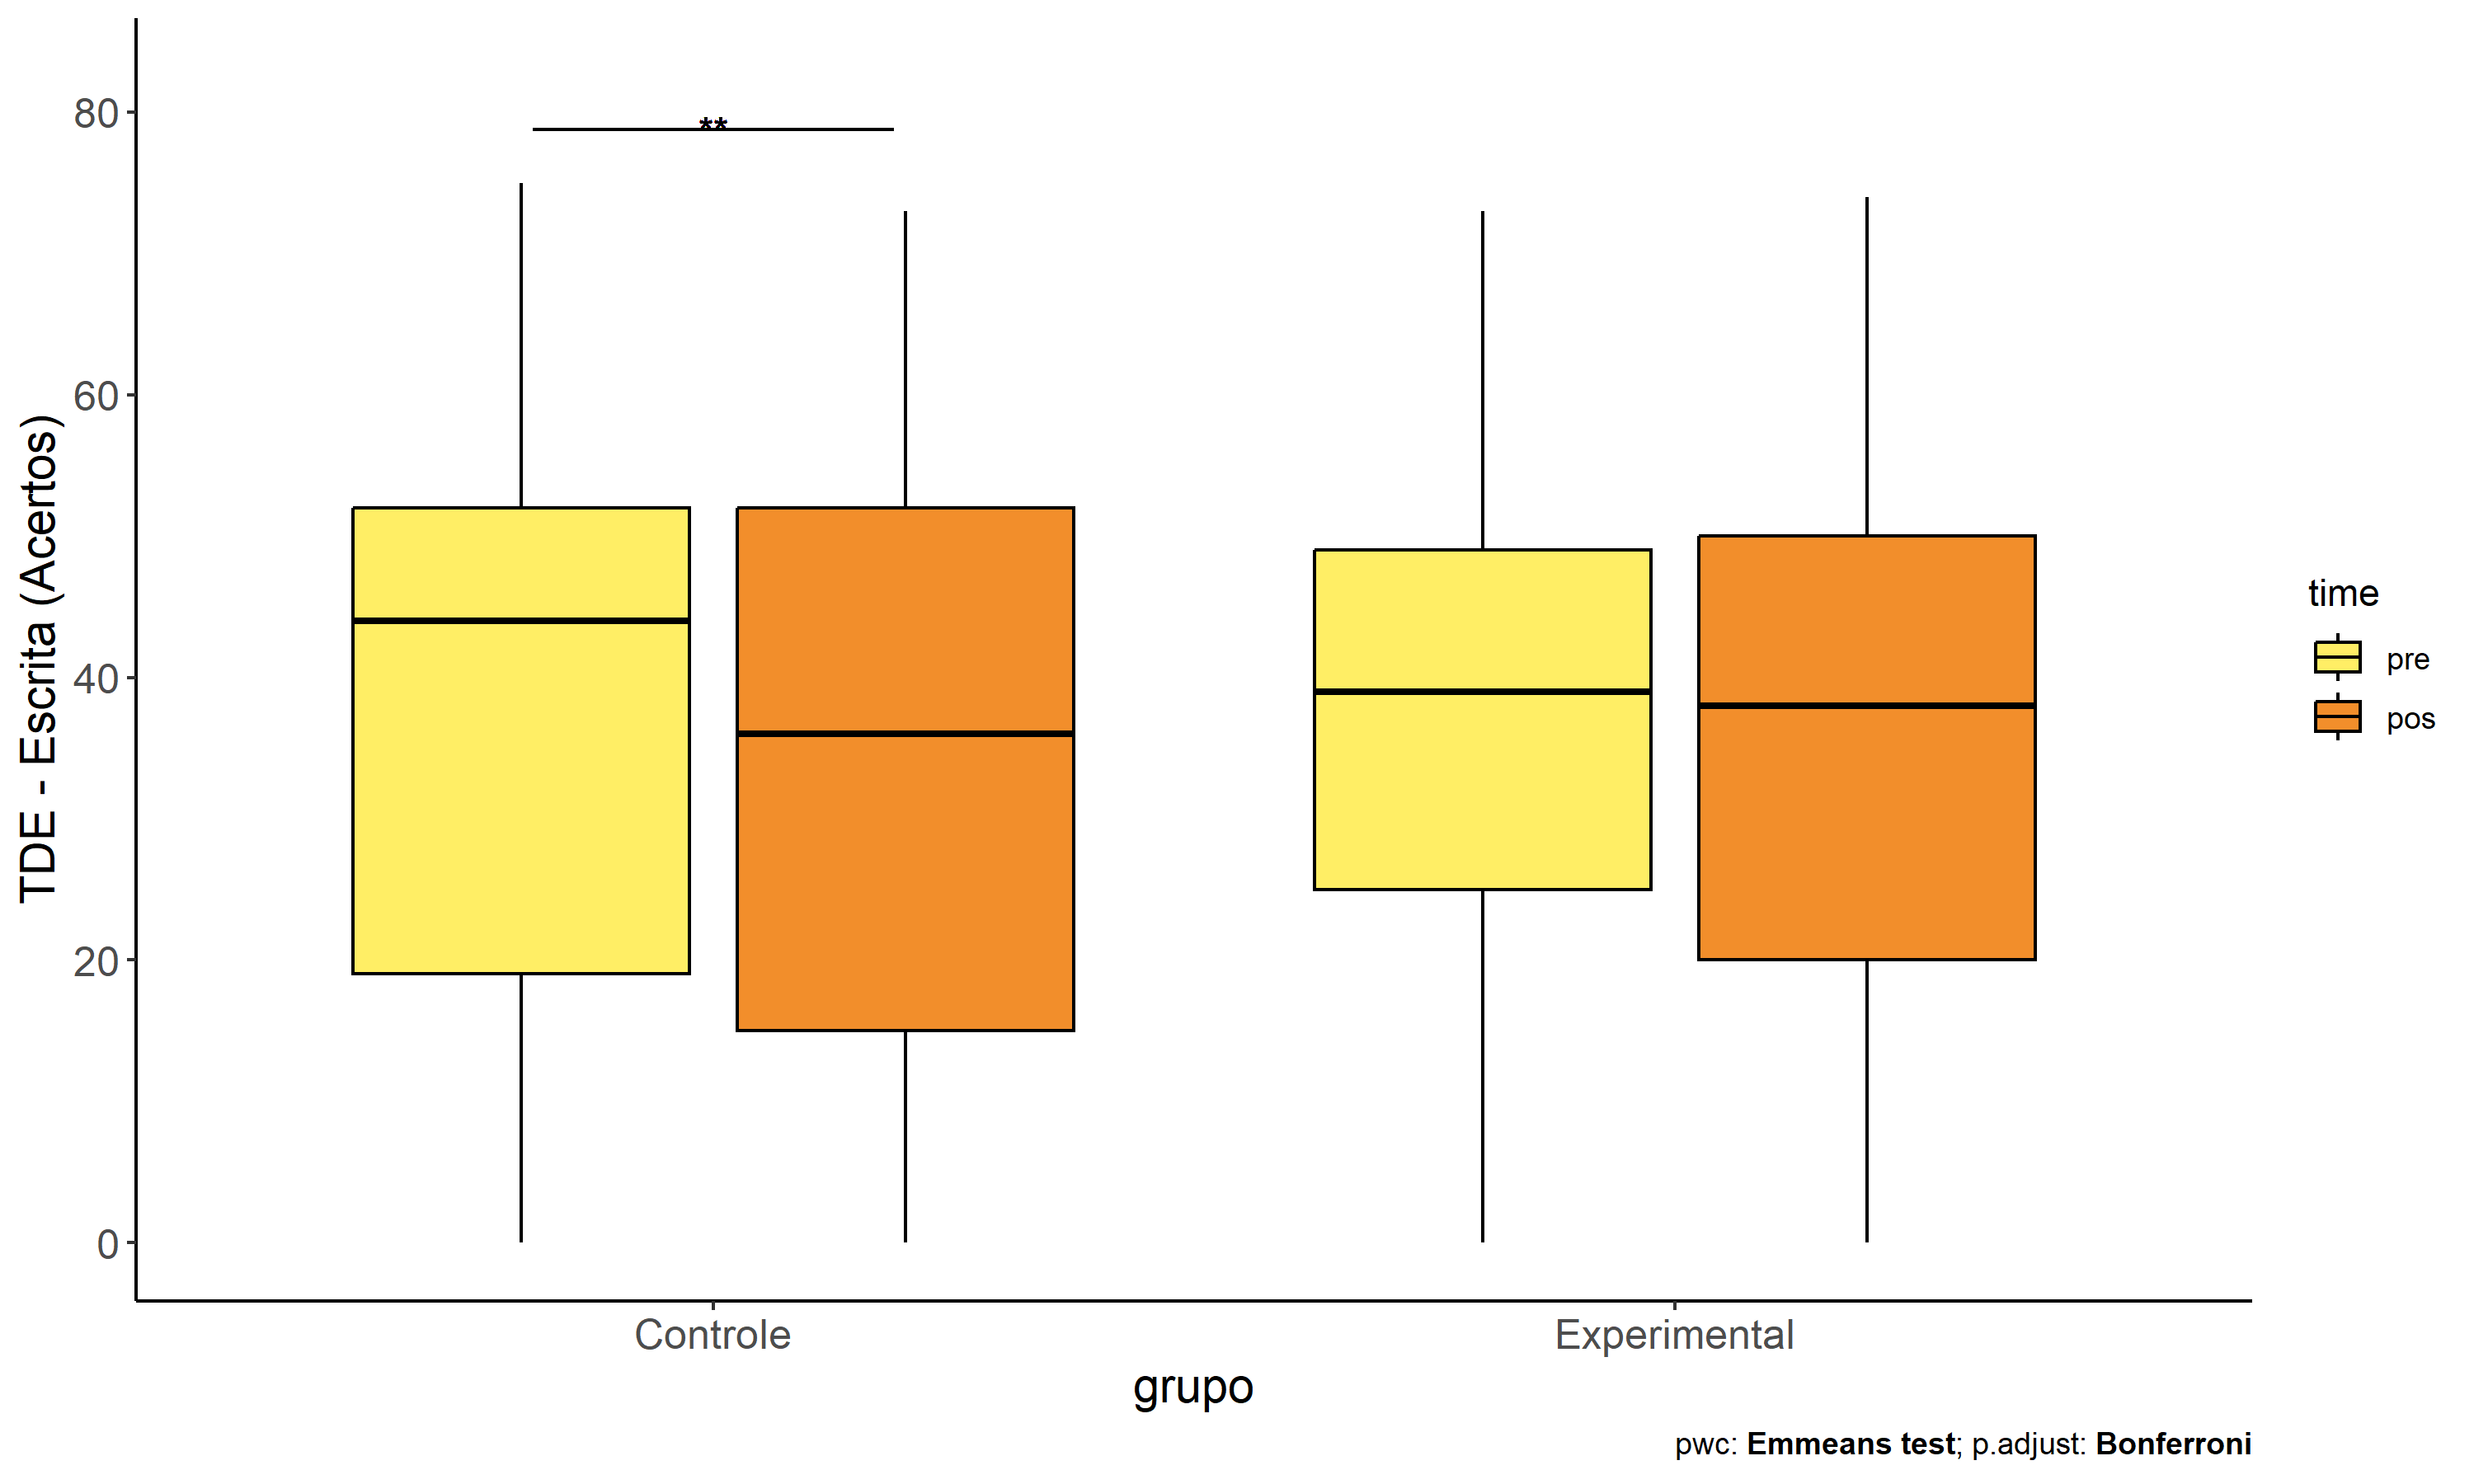 TDE - Escrita (Acertos)
80
60
40
20
0
**
Controle
Experimental
grupo
time
pre
pos
pwc: Emmeans test; p.adjust: Bonferroni